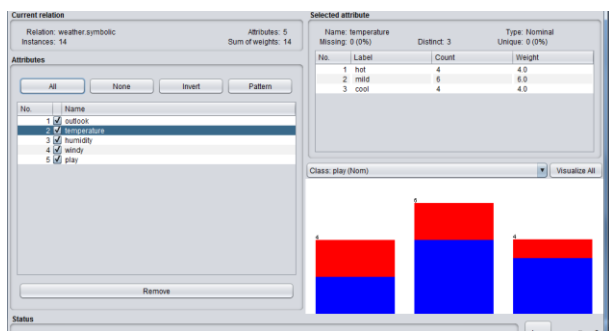 Current relation
Relation: weather.symbolic Attributes: 5
Instances: 14 Sum of weights: 14
Attributes
All None Invert Pattern
No. Name
1 outlook
2 temperature
3 humidity
4 windy
5 play
Remove
Status
Selected attribute
Name: temperature Type: Nominal
Missing: 0 (0%) Distinct: 3 Unique: 0 (0%)
No. Label Count Weight
1 hot 4 4.0
2 mild 6 6.0
3 cool 4 4.0
Class: play (Nom) Visualize All
6
4 4